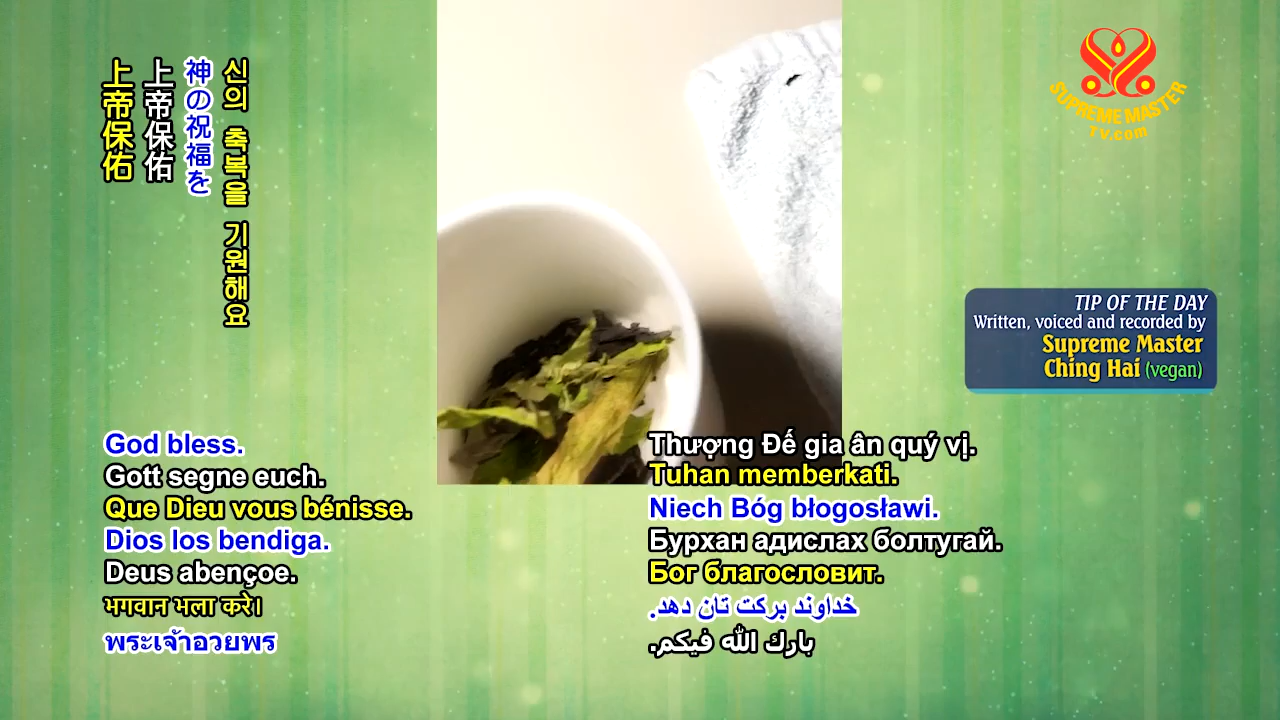 上帝保佑
上帝保佑
神の祝福を
신의 축복을 기원해요
SUPREME MASTER
TV.com
TIP OF THE DAY
Written, voiced and recorded by
Supreme Master
Ching Hai (vegan)
God bless.
Gott segne euch.
Que Dieu vous bénisse.
Dios los bendiga.
Deus abençoe.
भगवान भला करे।
พระเจ้าอวยพร
Thượng Đế gia ân quý vị.
Tuhan memberkati.
Niech Bóg błogosławi.
Бурхан адислах болтугай.
Бог благословит.
خداوند برکت تان دهد.
بارك الله فيكم.